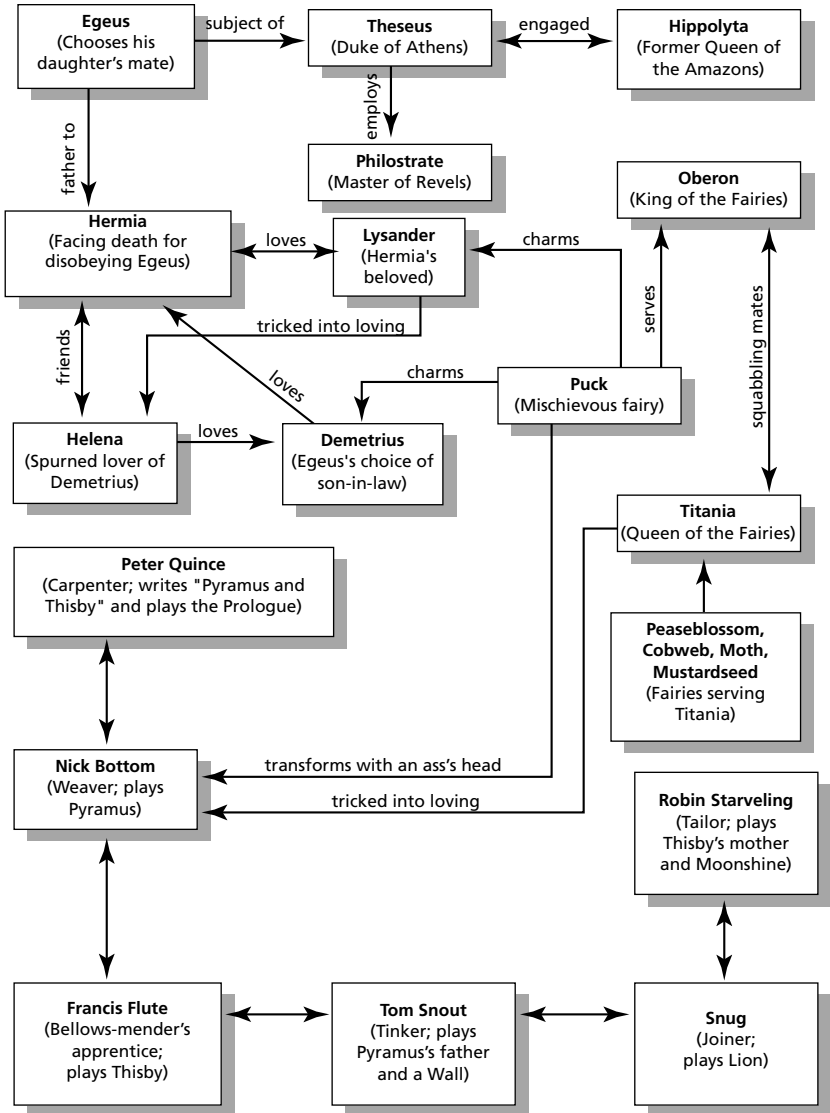 Egeus
(Chooses his
daughter's mate)
subject of
Theseus
(Duke of Athens)
engaged
Hippolyta
(Former Queen of
the Amazons)
employs
father to
Philostrate
(Master of Revels)
Oberon
(King of the Fairies)
Hermia
(Facing death for
disobeying Egeus)
loves
Lysander
(Hermia's
beloved)
charms
serves
squabbling mates
friends
tricked into loving
loves
charms
Puck
(Mischievous fairy)
Helena
(Spurned lover of
Demetrius)
loves
Demetrius
(Egeus's choice of
son-in-law)
Titania
(Queen of the Fairies)
Peter Quince
(Carpenter; writes "Pyramus and
Thisby" and plays the Prologue)
Peaseblossom,
Cobweb, Moth,
Mustardseed
(Fairies serving
Titania)
Nick Bottom
(Weaver; plays
Pyramus)
transforms with an ass's head
tricked into loving
Robin Starveling
(Tailor; plays
Thisby's mother
and Moonshine)
Francis Flute
(Bellows-mender's
apprentice;
plays Thisby)
Tom Snout
(Tinker; plays
Pyramus's father
and a Wall)
Snug
(Joiner;
plays Lion)